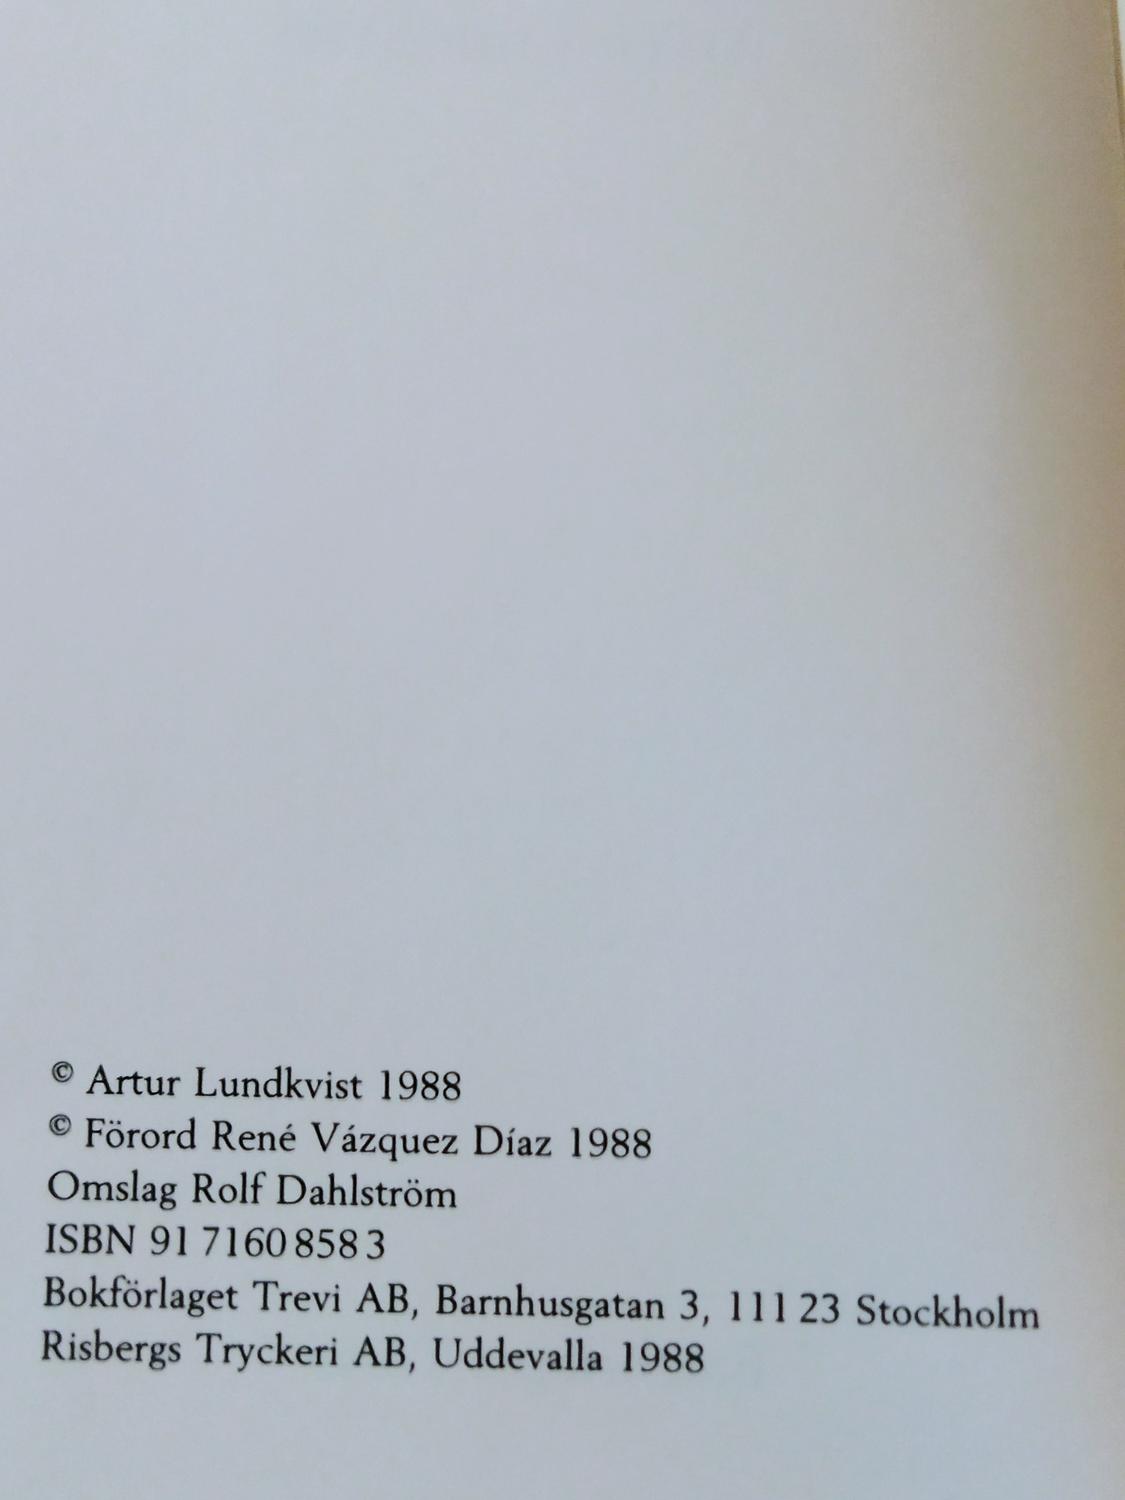 © Artur Lundkvist 1988
© Förord René Vázquez Díaz 1988
Omslag Rolf Dahlström
ISBN 91 7160 858 3
Bokförlaget Trevi AB, Barnhusgatan 3, 111 23 Stockholm
Risbergs Tryckeri AB, Uddevalla 1988